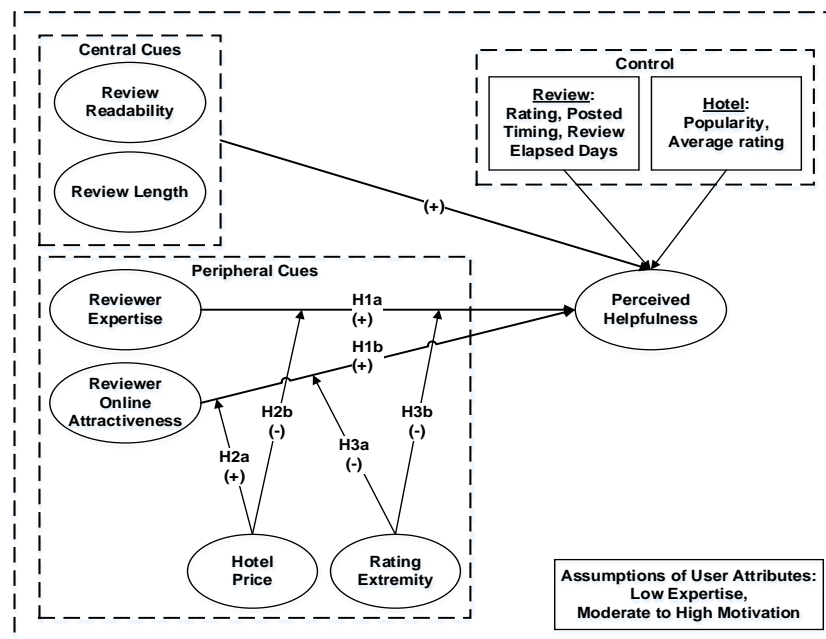 Central Cues
Review
Readability
Review Length
Control
Review:
Rating, Posted
Timing, Review
Elapsed Days
Hotel:
Popularity,
Average rating
(+)
Peripheral Cues
Reviewer
Expertise
H1a
(+)
Perceived
Helpfulness
H1b
(+)
Reviewer
Online
Attractiveness
H2b
(-)
H3b
(-)
H3a
(-)
H2a
(+)
Hotel
Price
Rating
Extremity
Assumptions of User Attributes:
Low Expertise,
Moderate to High Motivation